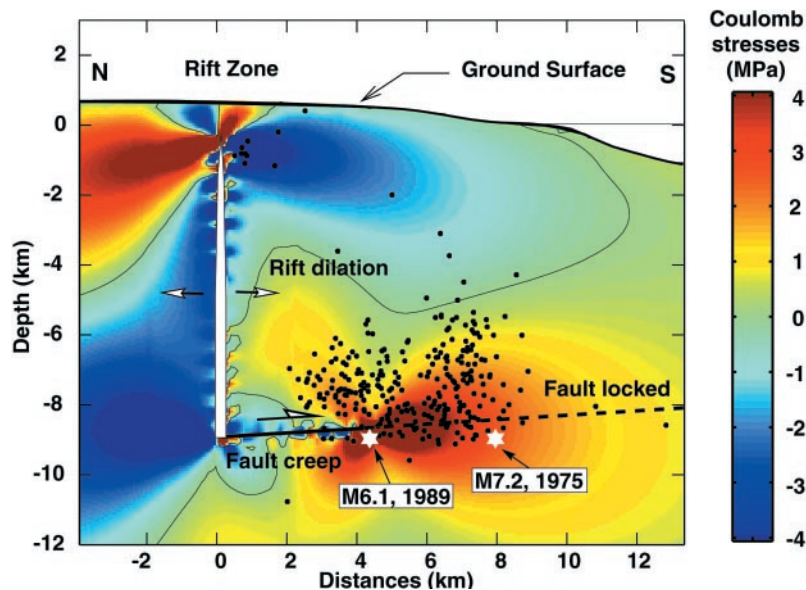 Coulomb
stresses
(MPa)
N
Rift Zone
Ground Surface
S
2
0
-2
-4
-6
-8
-10
-12
Depth (km)
Rift dilation
Fault locked
Fault creep
M6.1, 1989
M7.2, 1975
-2
0
2
4
6
8
10
12
Distances (km)
4
3
2
1
0
-1
-2
-3
-4